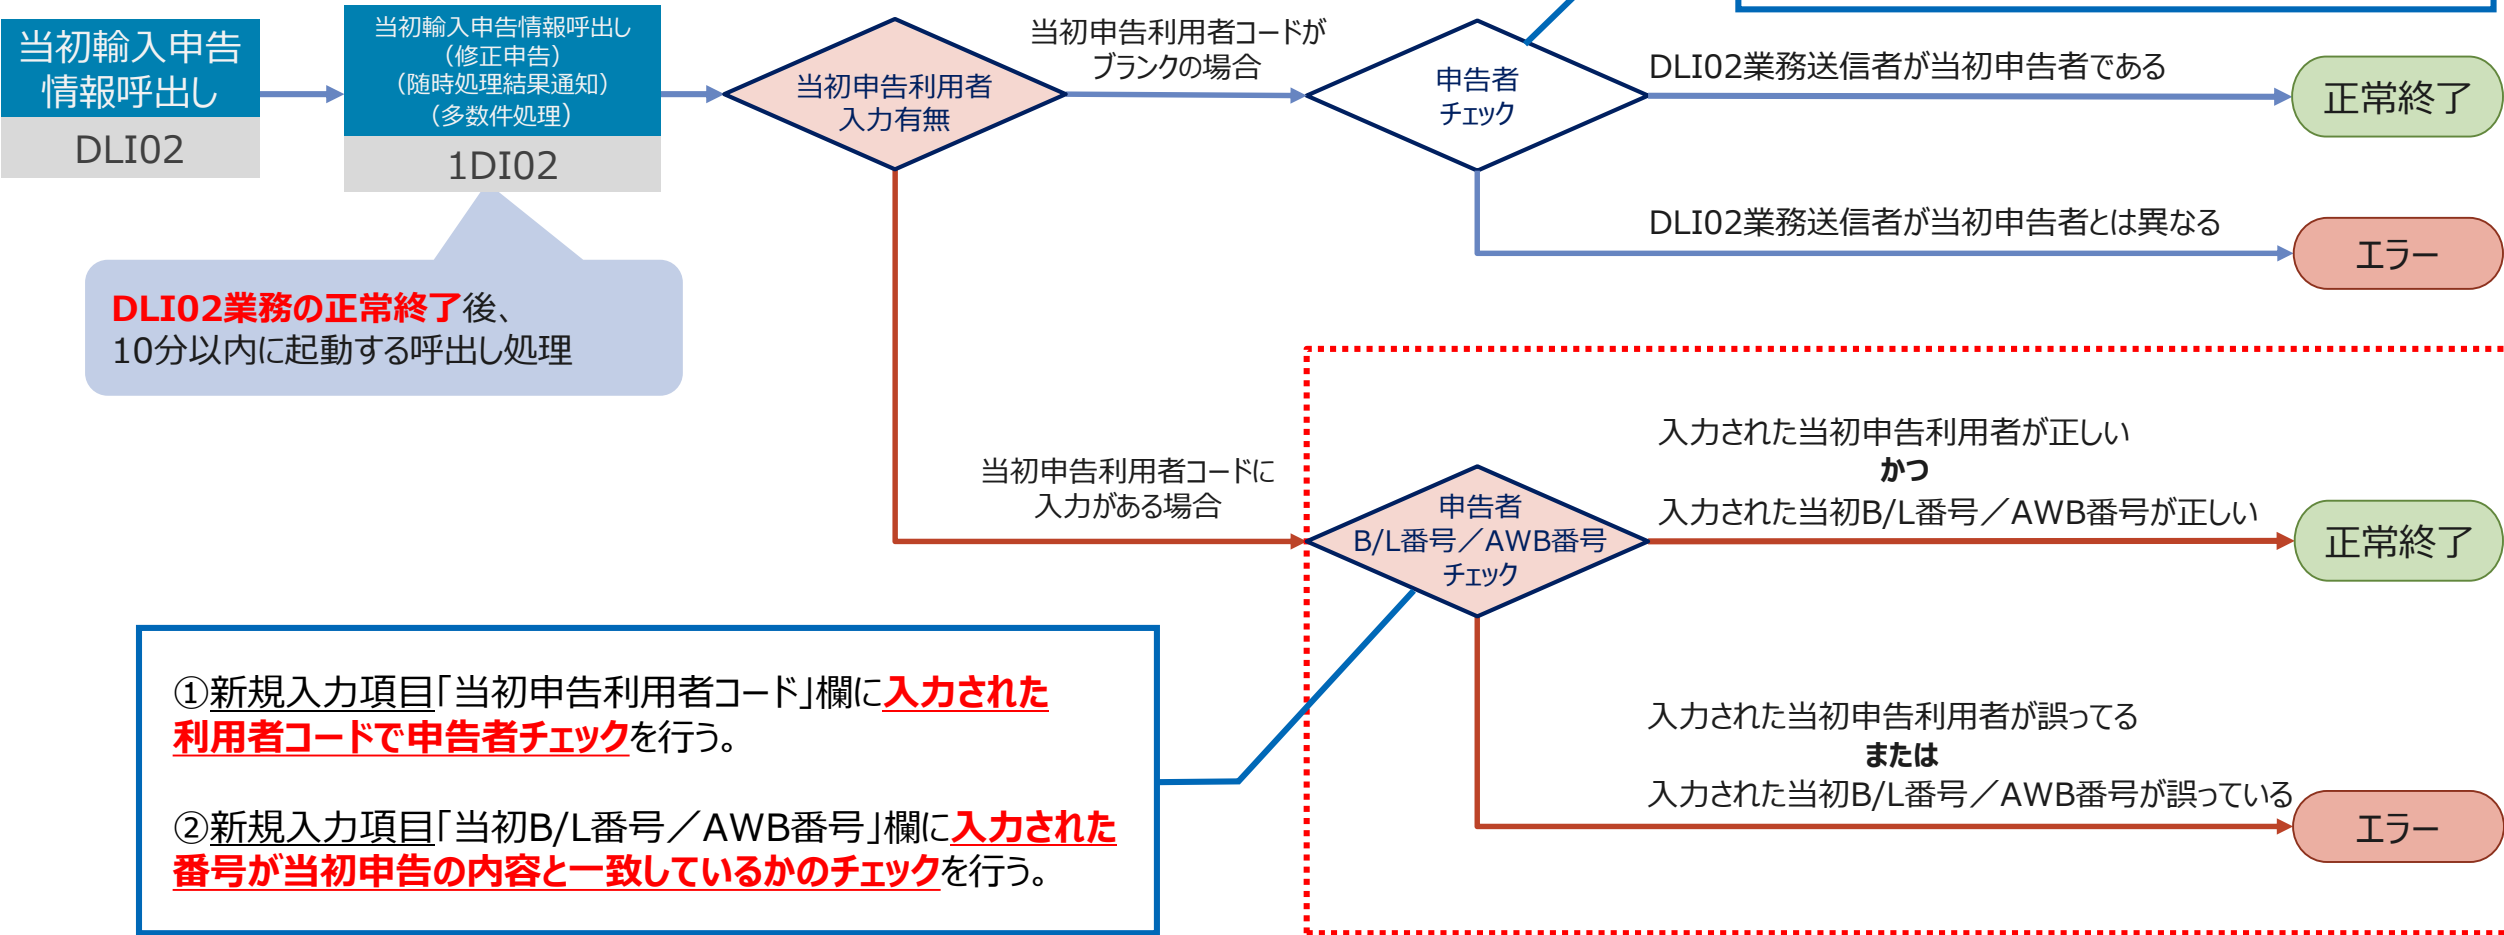 当初輸入申告
情報呼出し
DLI02
当初輸入申告情報呼出し
（修正申告）
（随時処理結果通知）
（多数件処理）
1DI02
DLI02業務の正常終了後、
10分以内に起動する呼出し処理
当初申告利用者
入力有無
当初申告利用者コードが
ブランクの場合
申告者
チェック
DLI02業務送信者が当初申告者である
正常終了
DLI02業務送信者が当初申告者とは異なる
エラー
当初申告利用者コードに
入力がある場合
申告者
B/L番号／AWB番号
チェック
入力された当初申告利用者が正しい
かつ
入力された当初B/L番号／AWB番号が正しい
正常終了
入力された当初申告利用者が誤ってる
または
入力された当初B/L番号／AWB番号が誤っている
エラー
①新規入力項目「当初申告利用者コード」欄に入力された
利用者コードで申告者チェックを行う。
②新規入力項目「当初B/L番号／AWB番号」欄に入力された
番号が当初申告の内容と一致しているかのチェックを行う。